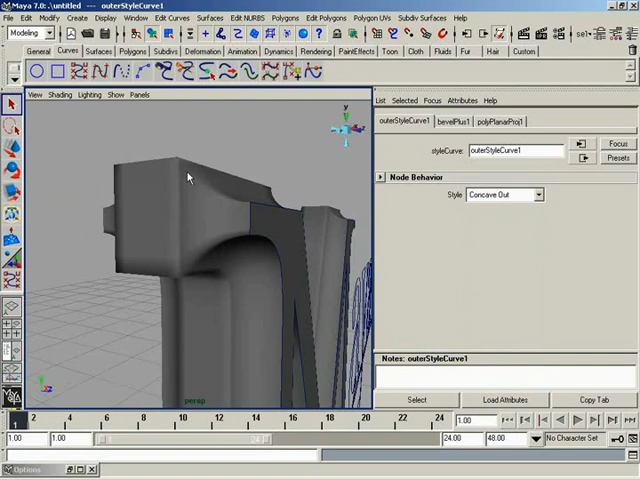 Maya 7.0: .\untitled --- outerStyleCurve1
File Edit Modify Create Display Window Edit Curves Surfaces Edit NURBS Polygons Edit Polygons Polygon UVs Subdiv Surfaces Help
Modeling sel
General Curves Surfaces Polygons Subdivs Deformation Animation Dynamics Rendering PaintEffects Toon Cloth Fluids Fur Hair Custom
View Shading Lighting Show Panels
List Selected Focus Attributes Help
outerStyleCurve1 bevelPlus1 polyPlanarProj1
styleCurve: outerStyleCurve1
Focus
Presets
Node Behavior
Style Concave Out
y
x
persp
Notes: outerStyleCurve1
Select Load Attributes Copy Tab
2 4 6 8 10 12 14 16 18 20 22 24 1.00
1
1.00 1.00 1 24 24.00 48.00 No Character Set
Options